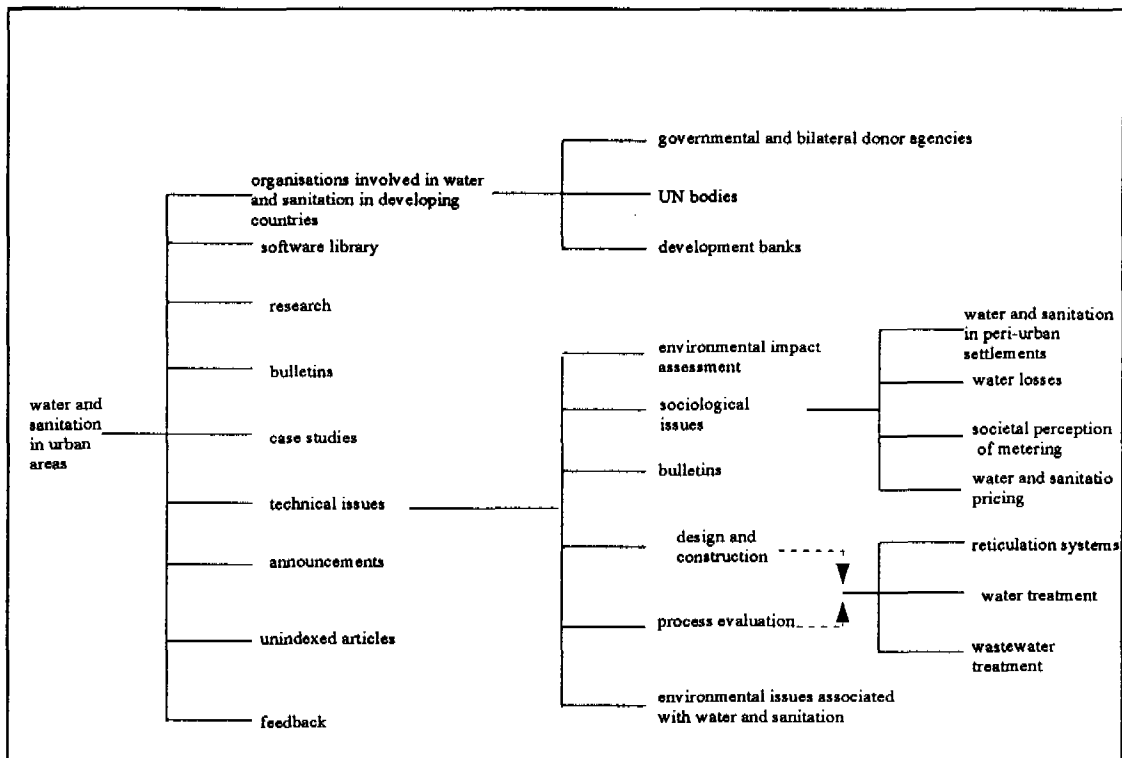 water and
sanitation
in urban
areas
organisations involved in water
and sanitation in developing
countries
software library
research
bulletins
case studies
technical issues
announcements
unindexed articles
feedback
governmental and bilateral donor agencies
UN bodies
development banks
environmental impact
assessment
sociological
issues
bulletins
design and
construction
process evaluation
environmental issues associated
with water and sanitation
water and sanitation
in peri-urban
settlements
water losses
societal perception
of metering
water and sanitatio
pricing
reticulation systems
water treatment
wastewater
treatment